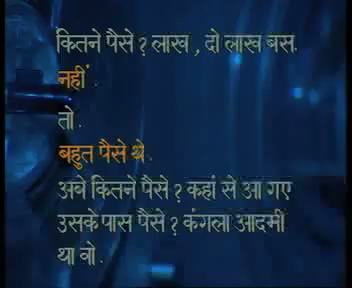 कितने पैसे ? लाख , दो लाख बस.
नहीं .
तो .
बहुत पैसे थे .
अबे कितने पैसे ? कहां से आ गए
उसके पास पैसे ? कंगला आदमी
था वो .